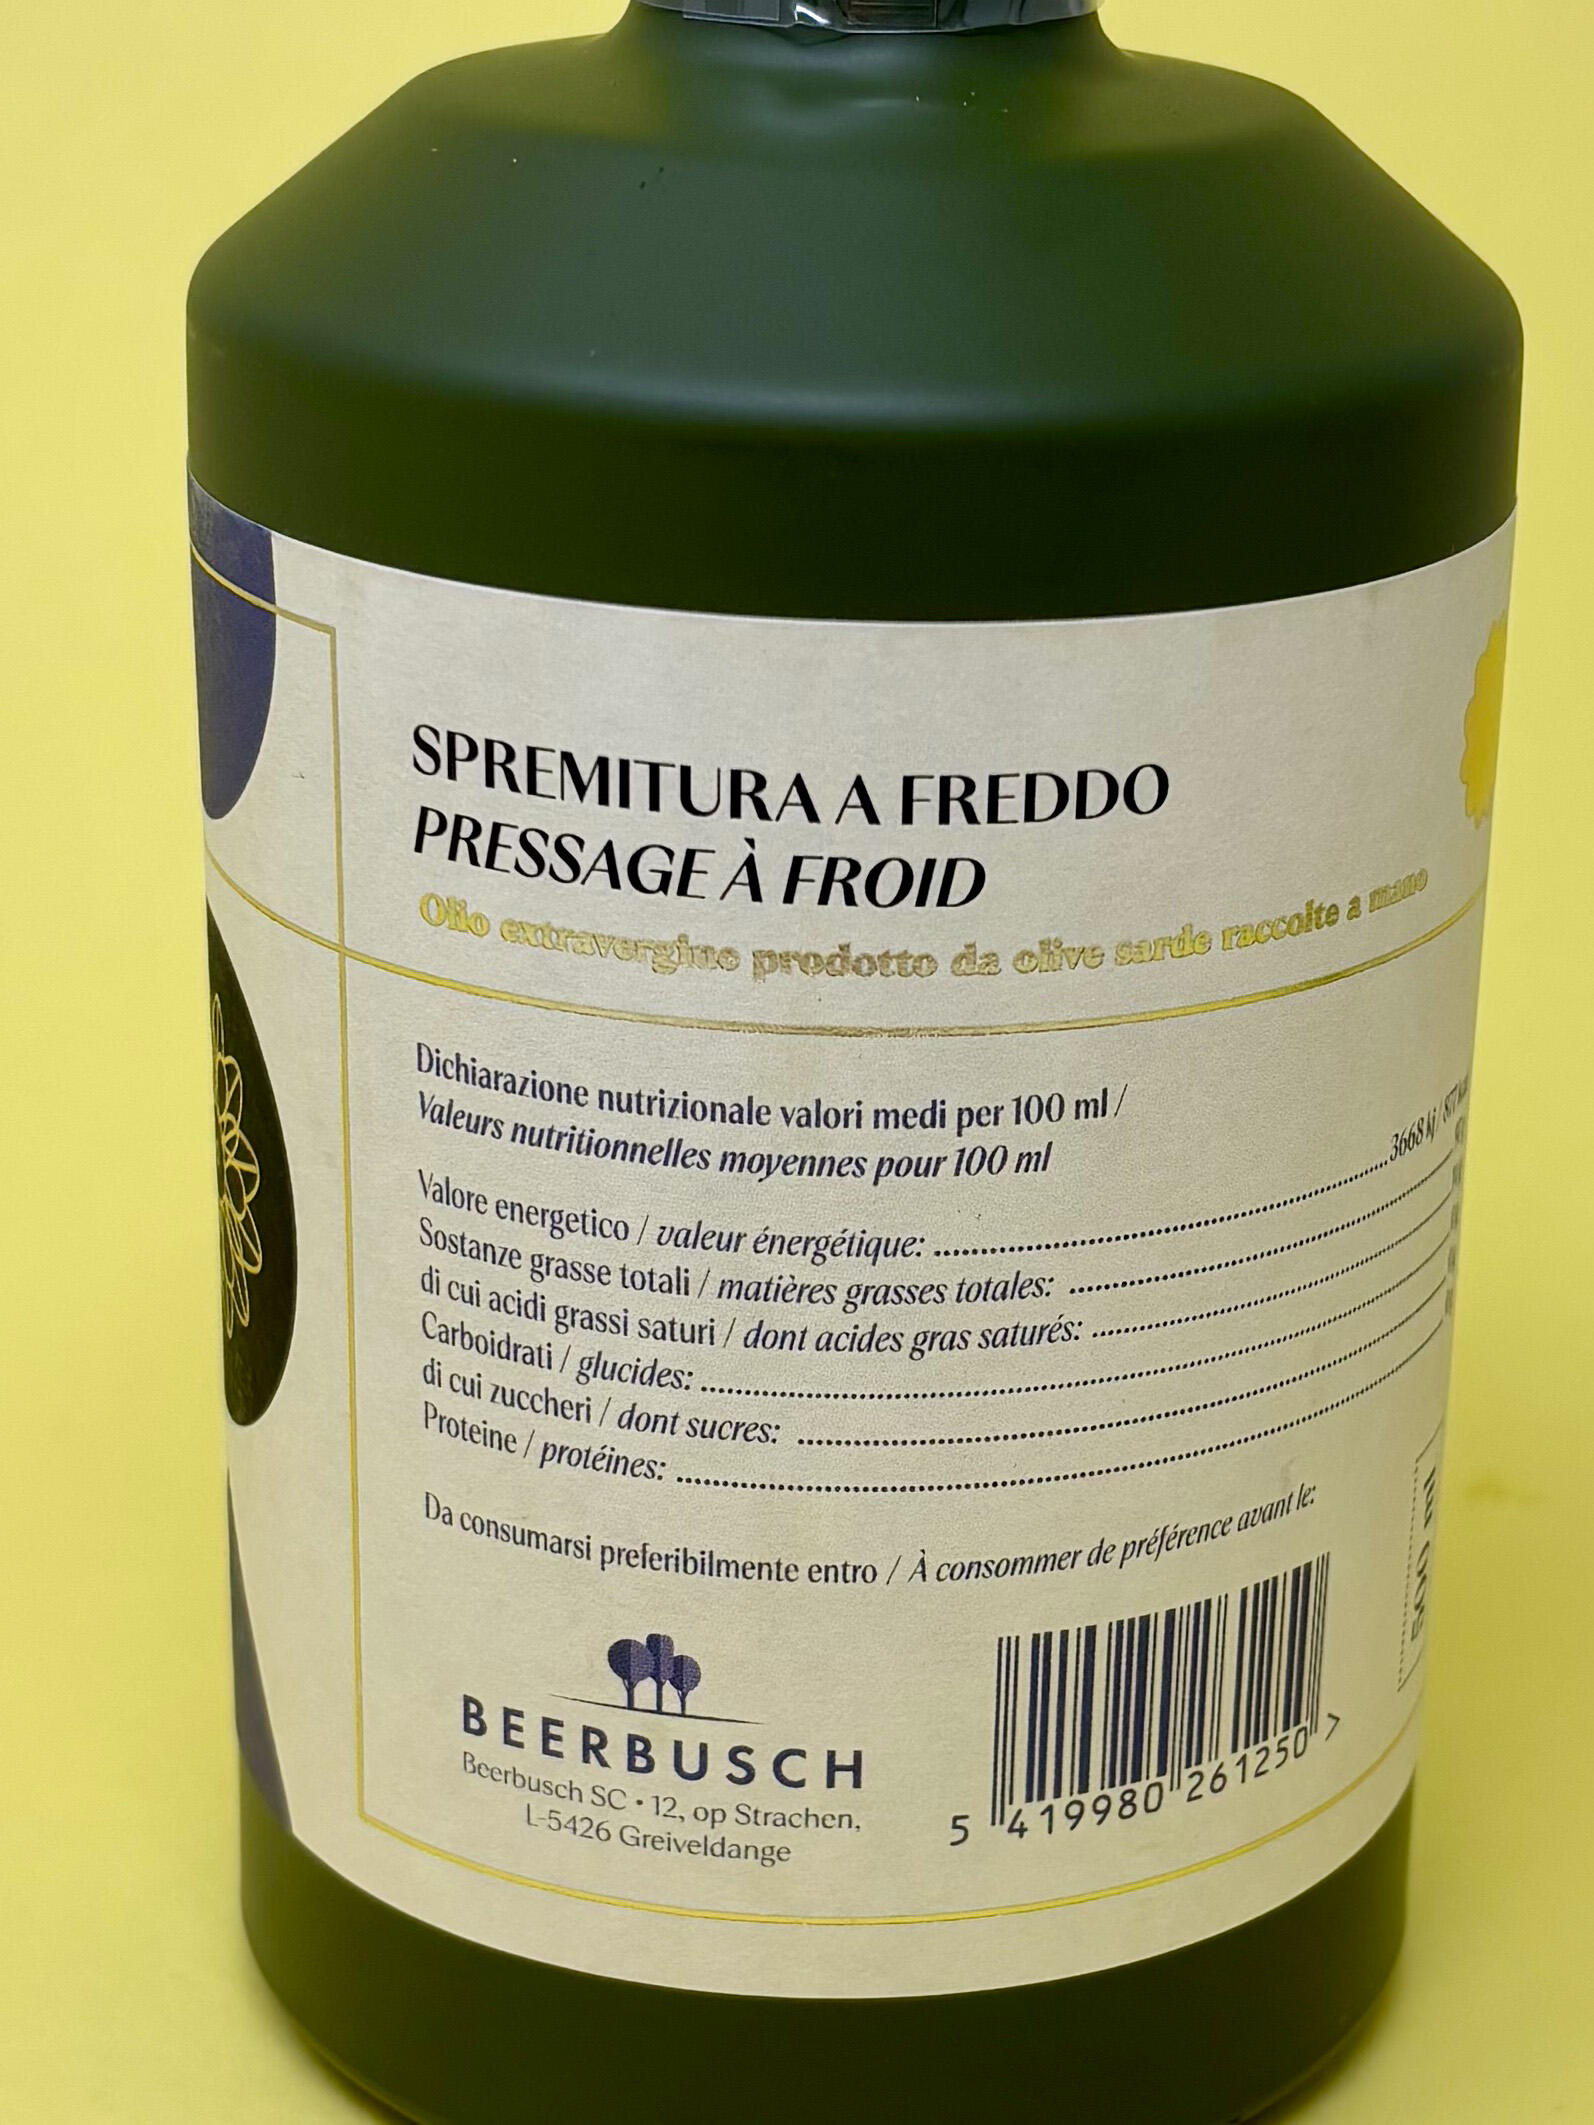 SPREMITURA A FREDDO
PRESSAGE À FROID
Olio extravergine prodotto da olive sarde raccolte a mano
Dichiarazione nutrizionale valori medi per 100 ml /
Valeurs nutritionnelles moyennes pour 100 ml
Valore energetico / valeur énergétique: 3668 kj / 877
Sostanze grasse totali / matières grasses totales:
di cui acidi grassi saturi / dont acides gras saturés:
Carboidrati / glucides:
di cui zuccheri / dont sucres:
Proteine / protéines:
Da consumarsi preferibilmente entro / À consommer de préférence avant le:
500 ml
BEERBUSCH
Beerbusch SC • 12, op Strachen,
L-5426 Greiveldange
5 419980 261250 >